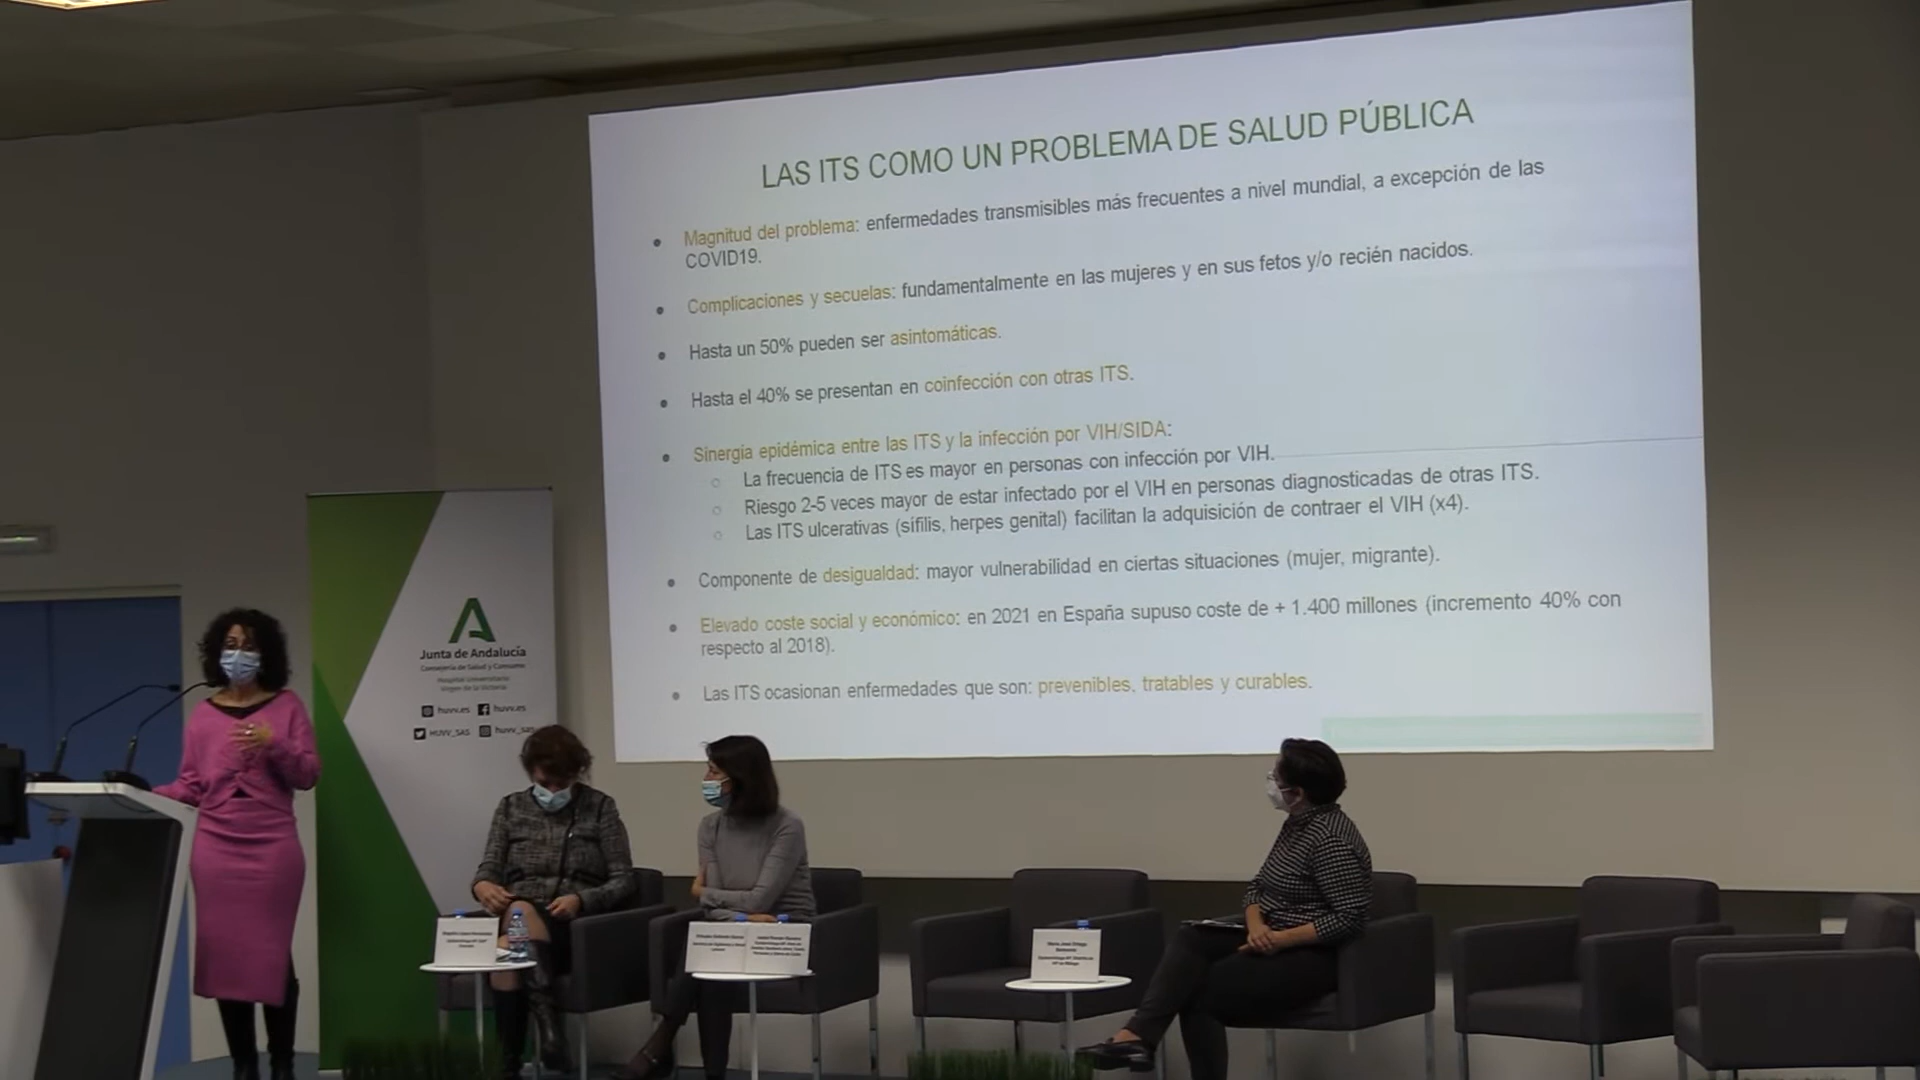 LAS ITS COMO UN PROBLEMA DE SALUD PÚBLICA
Magnitud del problema: enfermedades transmisibles más frecuentes a nivel mundial, a excepción de las
COVID19.
Complicaciones y secuelas: fundamentalmente en las mujeres y en sus fetos y/o recién nacidos.
Hasta un 50% pueden ser asintomáticas.
Hasta el 40% se presentan en coinfección con otras ITS.
Sinergia epidémica entre las ITS y la infección por VIH/SIDA:
La frecuencia de ITS es mayor en personas con infección por VIH.
Riesgo 2-5 veces mayor de estar infectado por el VIH en personas diagnosticadas de otras ITS.
Las ITS ulcerativas (sífilis, herpes genital) facilitan la adquisición de contraer el VIH (x4).
Componente de desigualdad: mayor vulnerabilidad en ciertas situaciones (mujer, migrante).
Elevado coste social y económico: en 2021 en España supuso coste de + 1.400 millones (incremento 40% con
respecto al 2018).
Las ITS ocasionan enfermedades que son: prevenibles, tratables y curables.
Junta de Andalucía
Consejería de Salud y Consumo
Hospital Universitario
Virgen de la Victoria
huvv.es huvv.es
HUVV_SAS huvv_sas